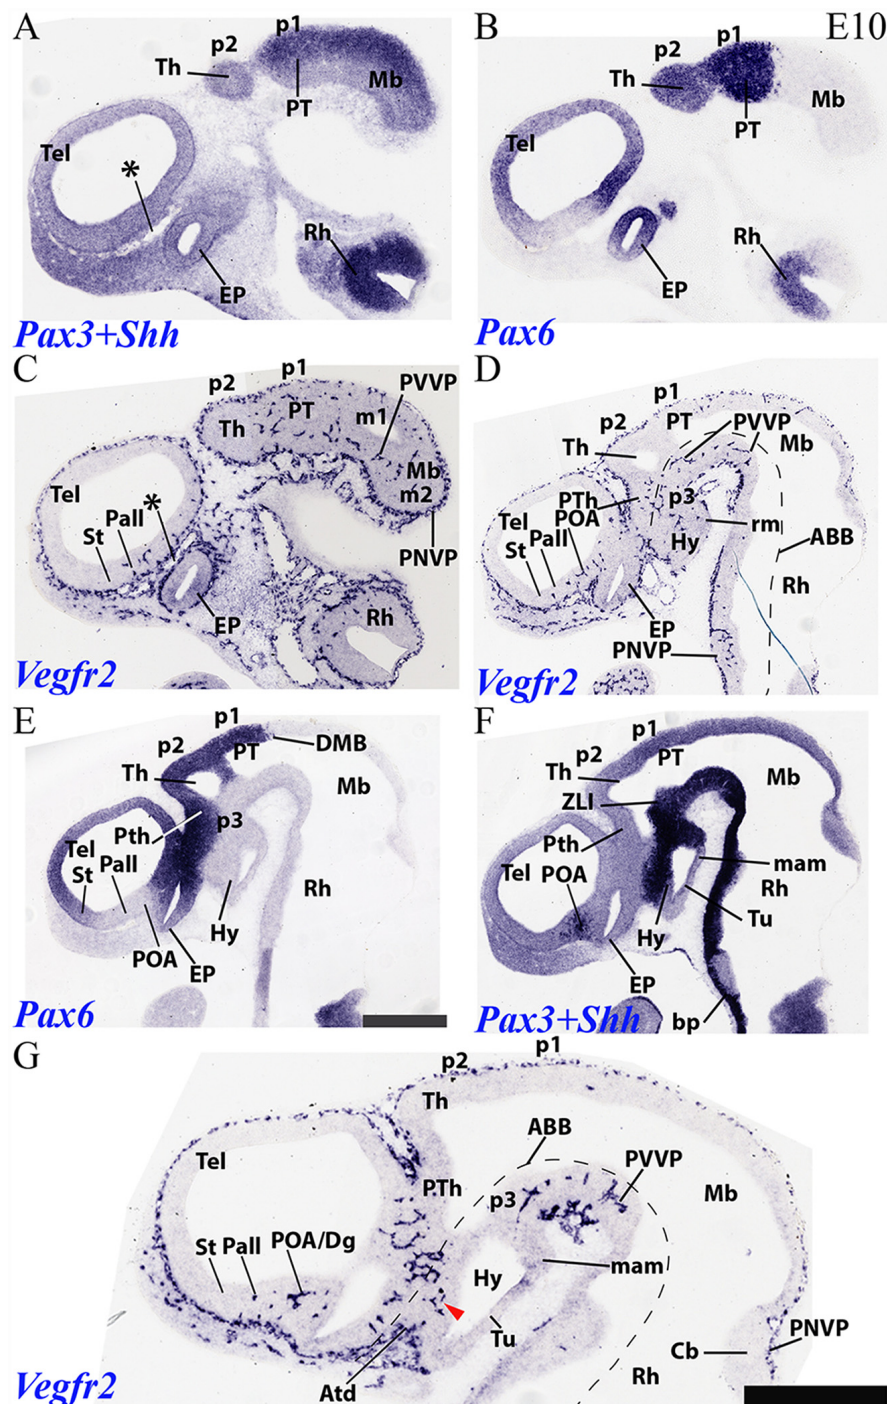 A
p1
p2
Th
Mb
PT
Tel
*
Rh
EP
Pax3+Shh
B
p1
E10
p2
Th
Mb
PT
Tel
Rh
EP
Pax6
C
p1
p2
PVVP
PT
m1
Th
Mb
Tel
m2
*
Pall
St
PNVP
EP
Rh
Vegfr2
D
p1
p2
PT
PVVP
Mb
Th
PTh
p3
Tel
POA
rm
Pall
St
Hy
ABB
Rh
EP
PNVP
Vegfr2
E
p1
p2
PT
DMB
Th
Mb
Pth
p3
Tel
St
Pall
Rh
Hy
POA
EP
Pax6
F
p1
p2
PT
Th
Mb
ZLI
Pth
mam
Tel
POA
Rh
Tu
Hy
EP
Pax3+Shh
bp
G
p1
p2
Th
ABB
Tel
PVVP
PTh
Mb
p3
POA/Dg
St
Pall
mam
Hy
Tu
PNVP
Cb
Rh
Atd
Vegfr2